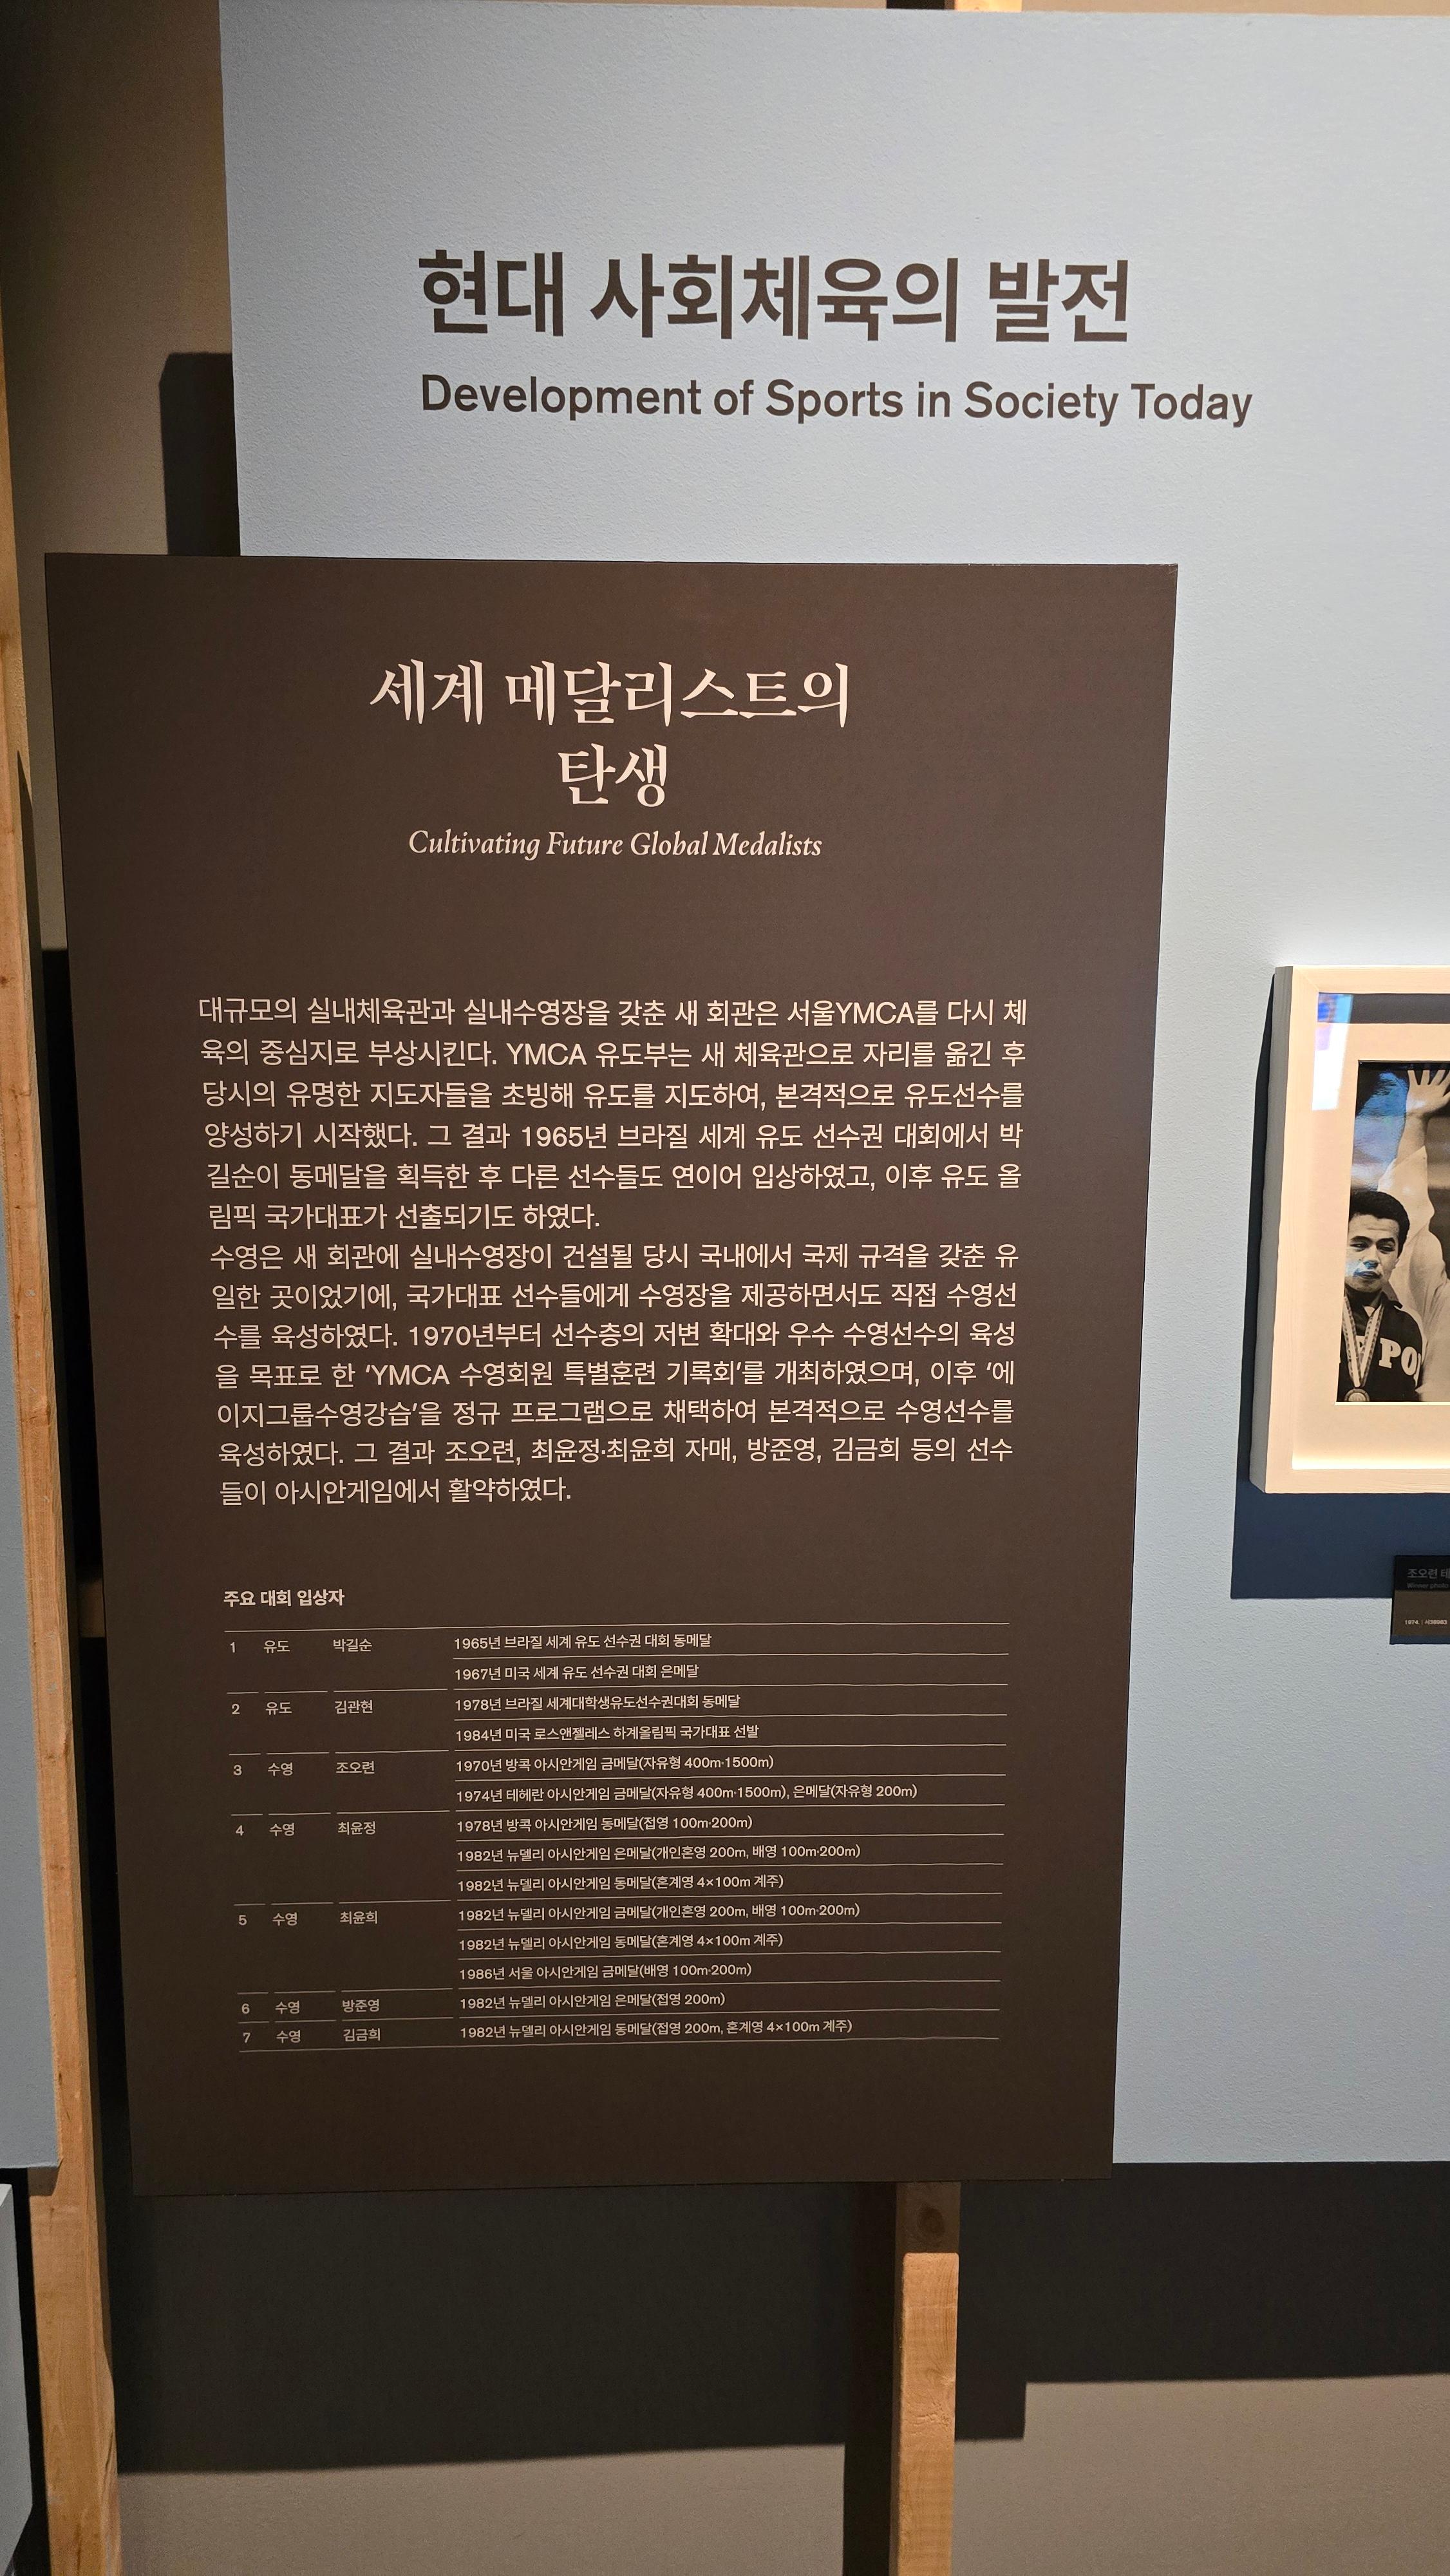 현대 사회체육의 발전
Development of Sports in Society Today
세계 메달리스트의
탄생
Cultivating Future Global Medalists
대규모의 실내체육관과 실내수영장을 갖춘 새 회관은 서울YMCA를 다시 체
육의 중심지로 부상시킨다. YMCA 유도부는 새 체육관으로 자리를 옮긴 후
당시의 유명한 지도자들을 초빙해 유도를 지도하여, 본격적으로 유도선수를
양성하기 시작했다. 그 결과 1965년 브라질 세계 유도 선수권 대회에서 박
길순이 동메달을 획득한 후 다른 선수들도 연이어 입상하였고, 이후 유도 올
림픽 국가대표가 선출되기도 하였다.
수영은 새 회관에 실내수영장이 건설될 당시 국내에서 국제 규격을 갖춘 유
일한 곳이었기에, 국가대표 선수들에게 수영장을 제공하면서도 직접 수영선
수를 육성하였다. 1970년부터 선수층의 저변 확대와 우수 수영선수의 육성
을 목표로 한 ‘YMCA 수영회원 특별훈련 기록회’를 개최하였으며, 이후 ‘에
이지그룹수영강습’을 정규 프로그램으로 채택하여 본격적으로 수영선수를
육성하였다. 그 결과 조오련, 최윤정·최윤희 자매, 방준영, 김금희 등의 선수
들이 아시안게임에서 활약하였다.
주요 대회 입상자
1 유도 박길순 1965년 브라질 세계 유도 선수권 대회 동메달
1967년 미국 세계 유도 선수권 대회 은메달
2 유도 김관현 1978년 브라질 세계대학생유도선수권대회 동메달
1984년 미국 로스앤젤레스 하계올림픽 국가대표 선발
3 수영 조오련 1970년 방콕 아시안게임 금메달(자유형 400m·1500m)
1974년 테헤란 아시안게임 금메달(자유형 400m·1500m), 은메달(자유형 200m)
4 수영 최윤정 1978년 방콕 아시안게임 동메달(접영 100m·200m)
1982년 뉴델리 아시안게임 은메달(개인혼영 200m, 배영 100m·200m)
1982년 뉴델리 아시안게임 동메달(혼계영 4×100m 계주)
5 수영 최윤희 1982년 뉴델리 아시안게임 금메달(개인혼영 200m, 배영 100m·200m)
1982년 뉴델리 아시안게임 동메달(혼계영 4×100m 계주)
1986년 서울 아시안게임 금메달(배영 100m·200m)
6 수영 방준영 1982년 뉴델리 아시안게임 은메달(접영 200m)
7 수영 김금희 1982년 뉴델리 아시안게임 동메달(접영 200m, 혼계영 4×100m 계주)
PO
조오련 테
Winner photo
1974.